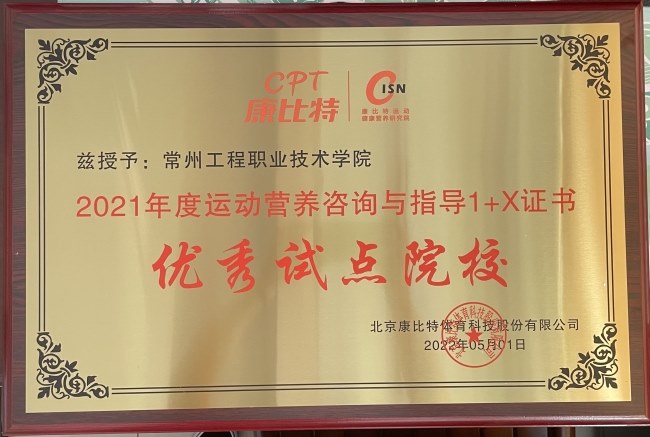 CPT
康比特
CISN
康比特运动
健康营养研究院
兹授予：常州工程职业技术学院
2021年度运动营养咨询与指导1+X证书
优秀试点院校
北京康比特体育科技股份有限公司
2022年05月01日